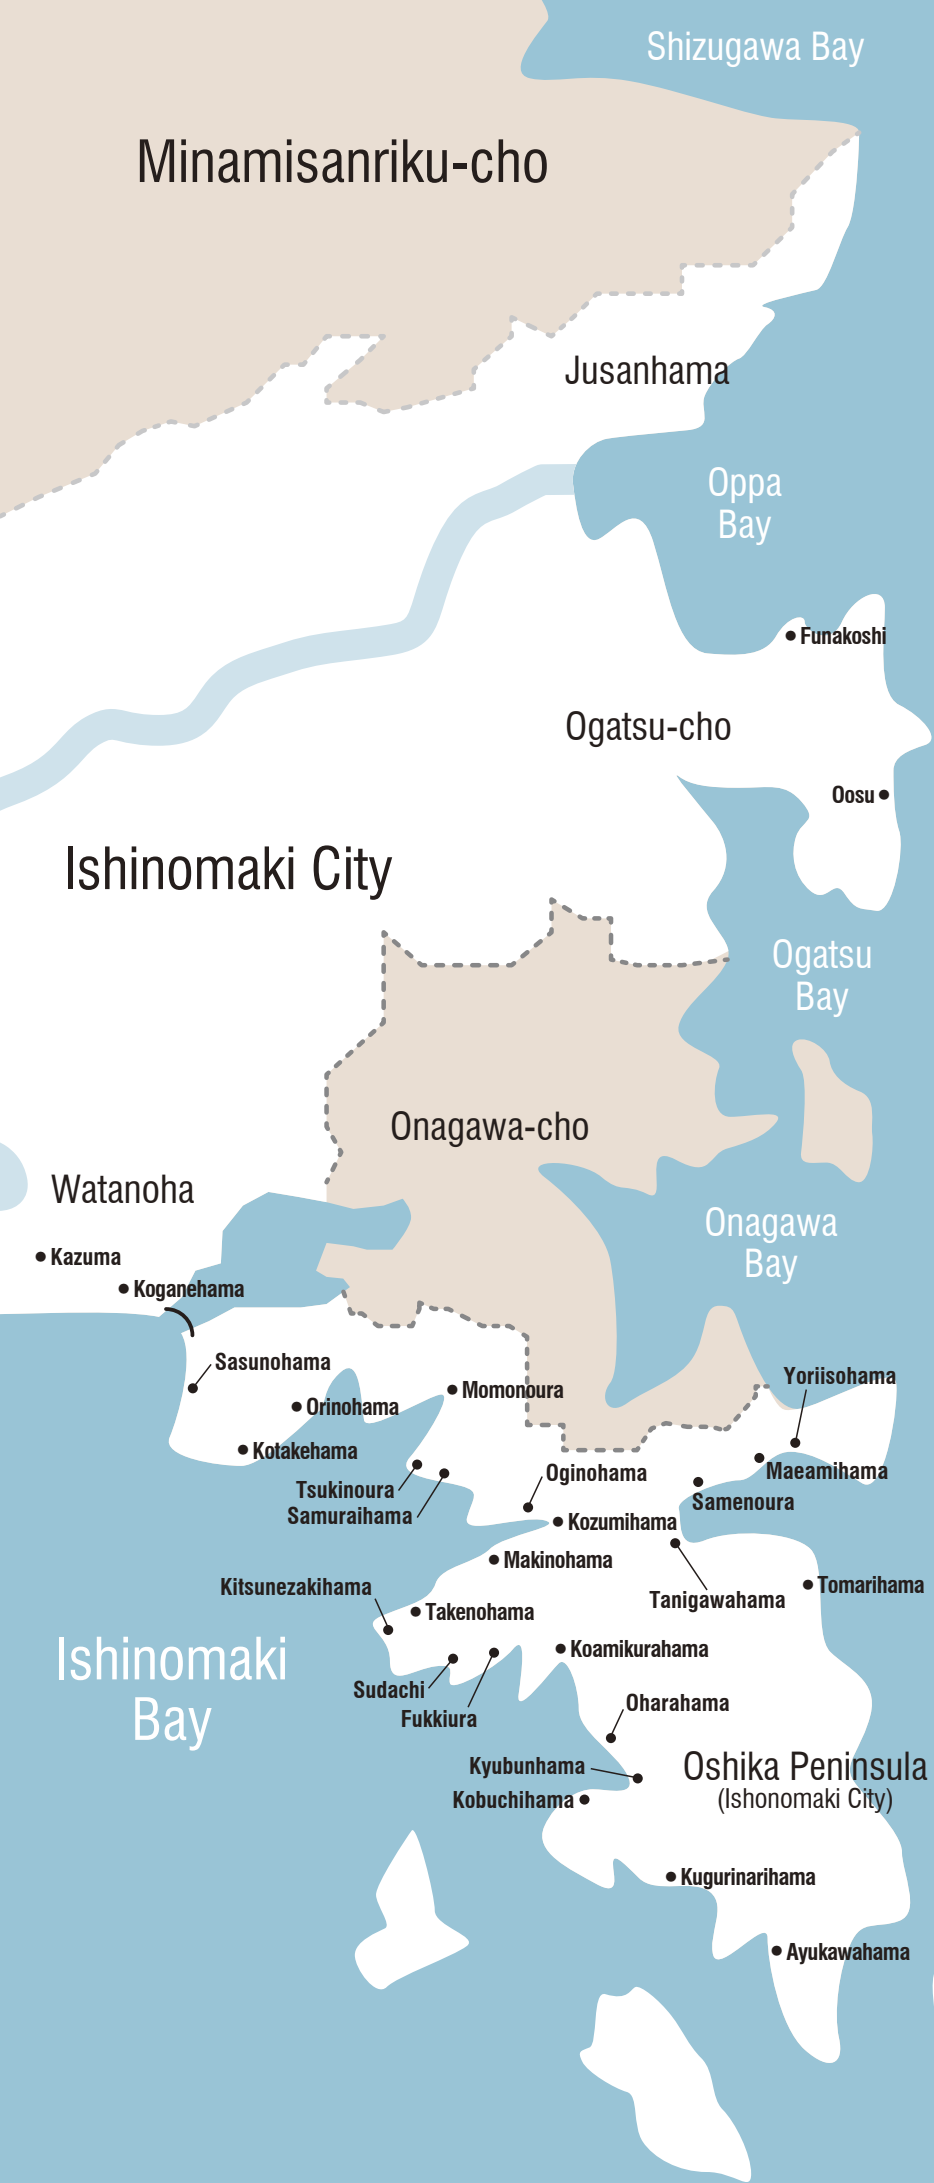 Shizugawa Bay
Minamisanriku-cho
Jusanhama
Oppa
Bay
Funakoshi
Ogatsu-cho
Oosu
Ishinomaki City
Ogatsu
Bay
Onagawa-cho
Watanoha
Onagawa
Bay
Kazuma
Koganehama
Sasunohama
Yoriisohama
Momonoura
Orinohama
Kotakehama
Maeamihama
Oginohama
Tsukinoura
Samenoura
Samuraihama
Kozumihama
Makinohama
Kitsunezakihama
Tomarihama
Tanigawahama
Takenohama
Ishinomaki
Bay
Koamikurahama
Sudachi
Oharahama
Fukkiura
Kyubunhama
Oshika Peninsula
(Ishonomaki City)
Kobuchihama
Kugurinarihama
Ayukawahama